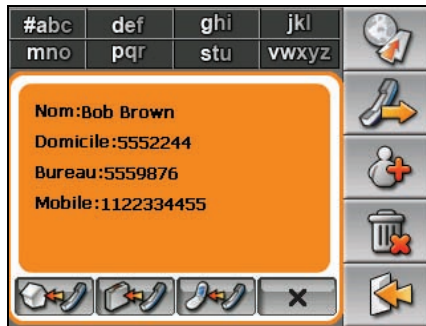 #abc def ghi jkl
mno pqr stu vwxyz
Nom:Bob Brown
Domicile:5552244
Bureau:5559876
Mobile:1122334455